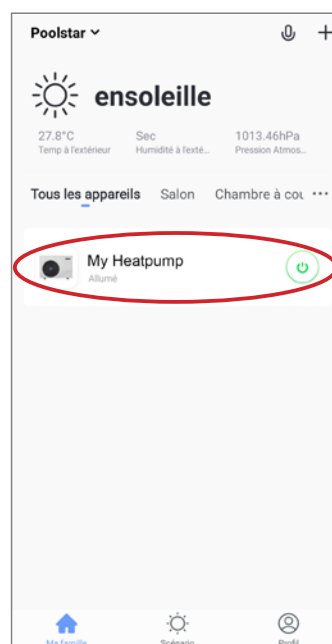 Poolstar
ensoleille
27.8°C Sec 1013.46hPa
Temp à l'extérieur Humidité à l'exté... Pression Atmos...
Tous les appareils Salon Chambre à cou ...
My Heatpump
Allumé
Ma famille Scénario Profil